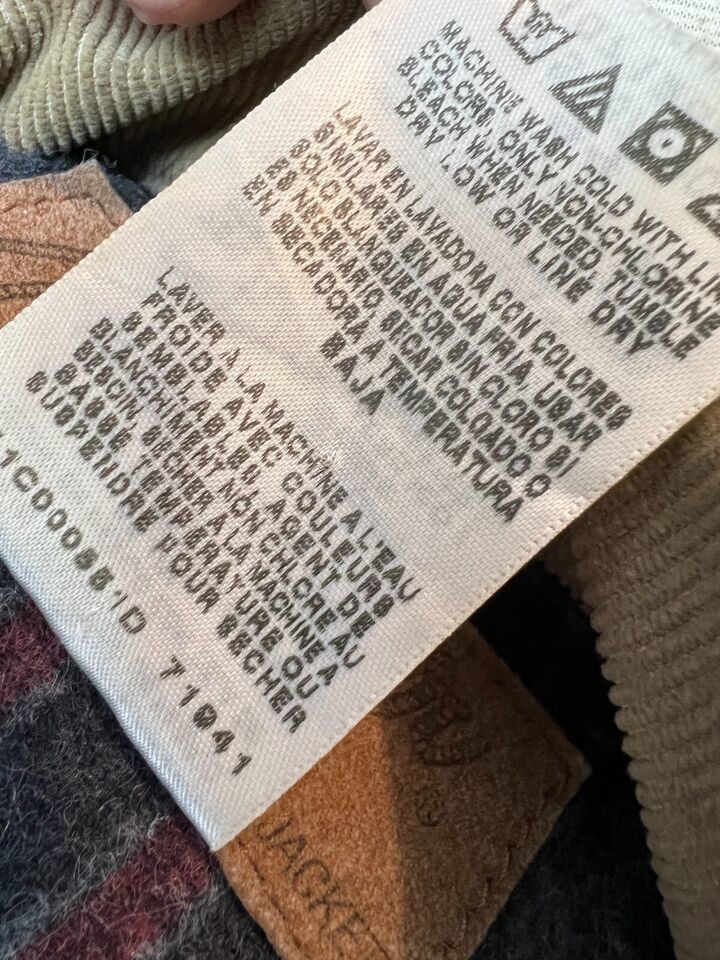 MACHINE WASH COLD WITH
COLORS, ONLY NON-CHLORINE
BLEACH WHEN NEEDED, TUMBLE
DRY LOW OR LINE DRY
LAVAR EN LAVADORA CON COLORES
SIMILARES EN AGUA FRIA, USAR
SOLO BLANQUEADOR SIN CLORO SI
ES NECESARIO, SECAR COLGADO O
EN SECADORA A TEMPERATURA
BAJA
LAVER A LA MACHINE A L'EAU
FROIDE AVEC COULEURS
SEMBLABLES, AGENT DE
BLANCHIMENT NON CHLORE AU
BESOIN, SECHER A LA MACHINE A
BASSE TEMPERATURE OU
SUSPENDRE POUR SECHER
71941
JACKET